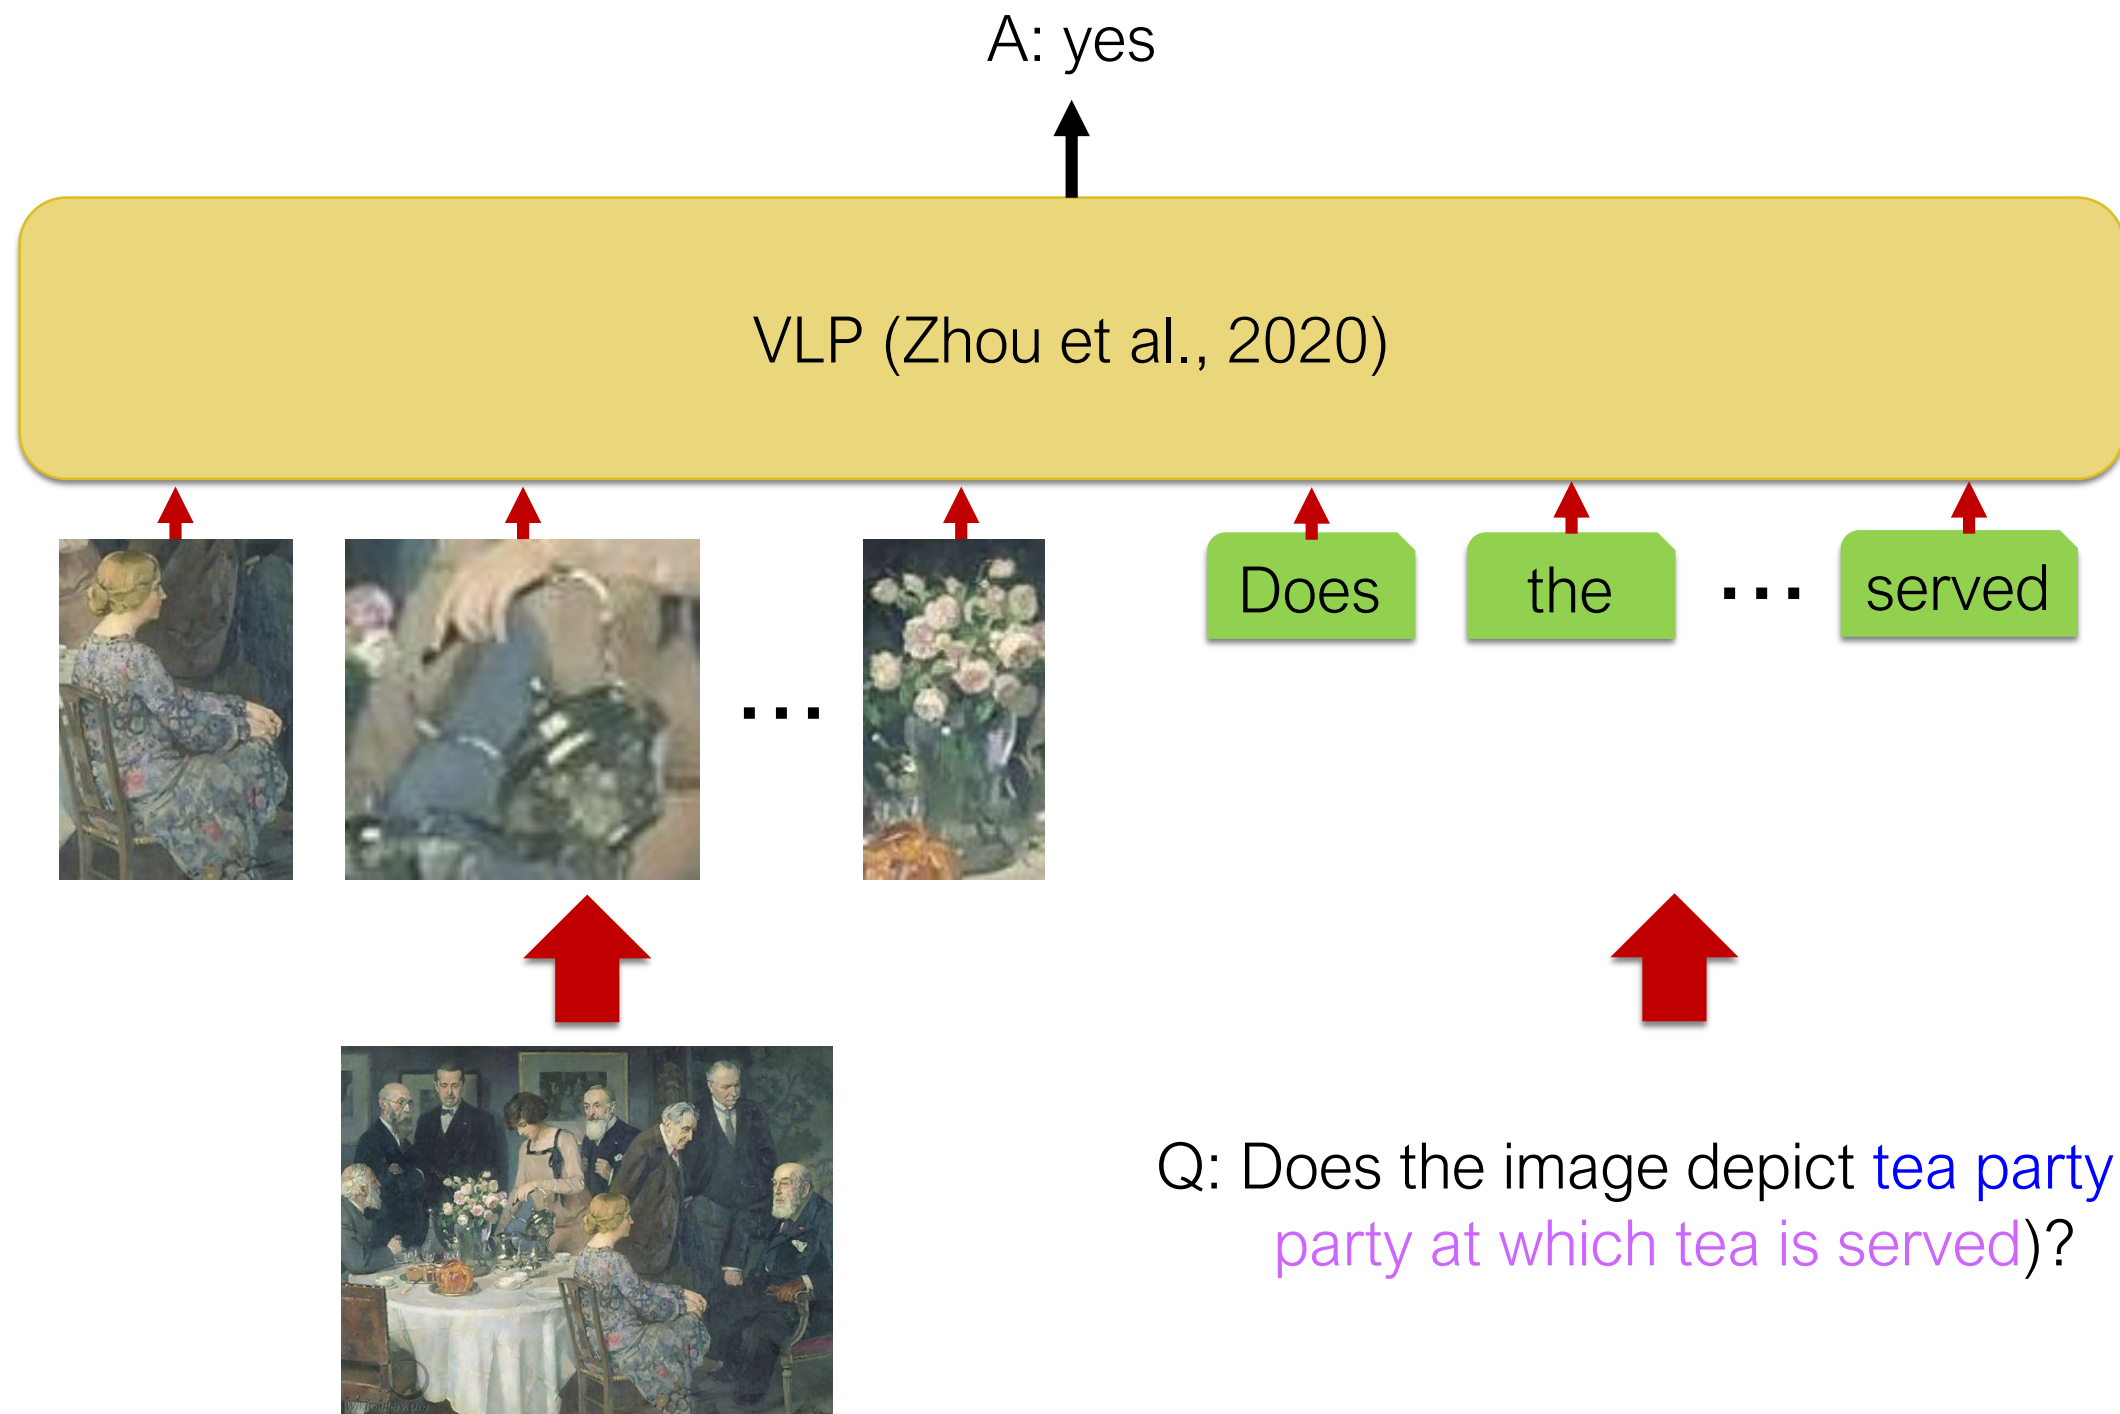 A: yes
VLP (Zhou et al., 2020)
Does the ... served
Q: Does the image depict tea party
party at which tea is served)?